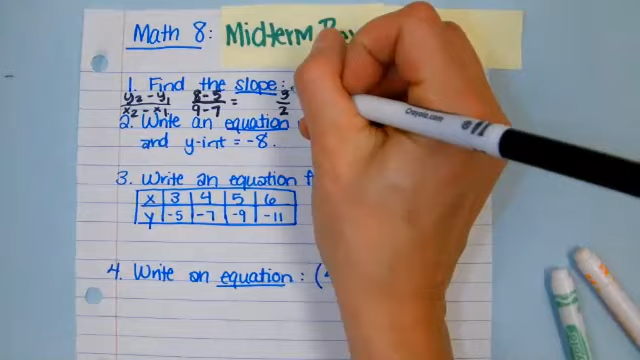 Math 8: Midterm
1. Find the slope:
y₂ - y₁ 8 - 5 = 3
x₂ - x₁ 9 - 7 2
2. Write an equation
and y-int = -8.
3. Write an equation
x 3 4 5 6
y -5 -7 -9 -11
4. Write an equation: (
Crayola.com